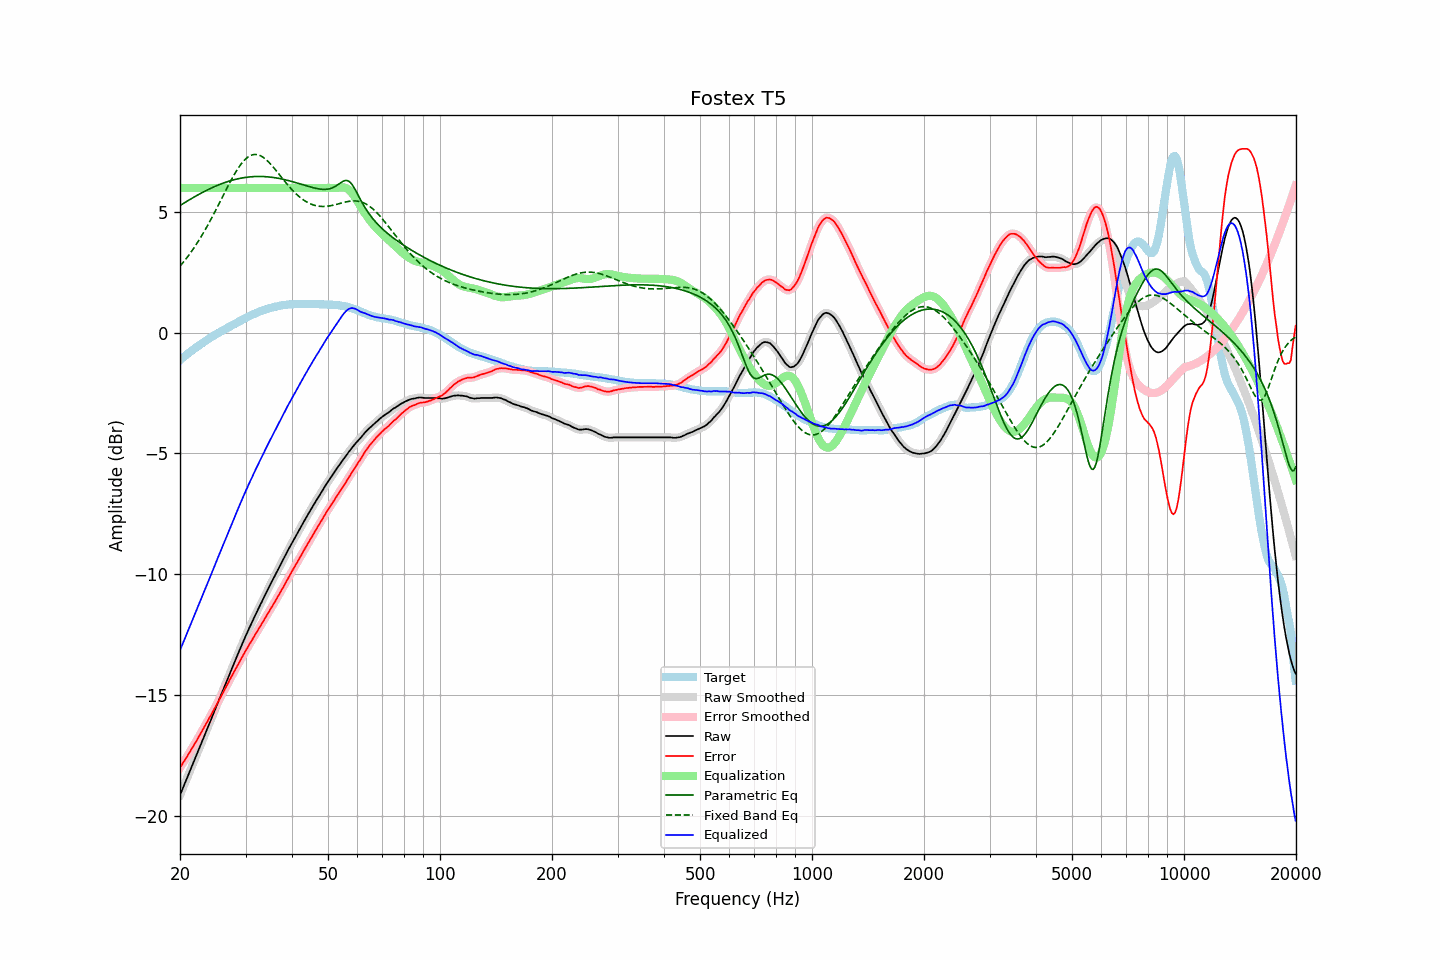 Fostex T5
Amplitude (dBr)
5
0
−5
−10
−15
−20
Target
Raw Smoothed
Error Smoothed
Raw
Error
Equalization
Parametric Eq
Fixed Band Eq
Equalized
20 50 100 200 500 1000 2000 5000 10000 20000
Frequency (Hz)